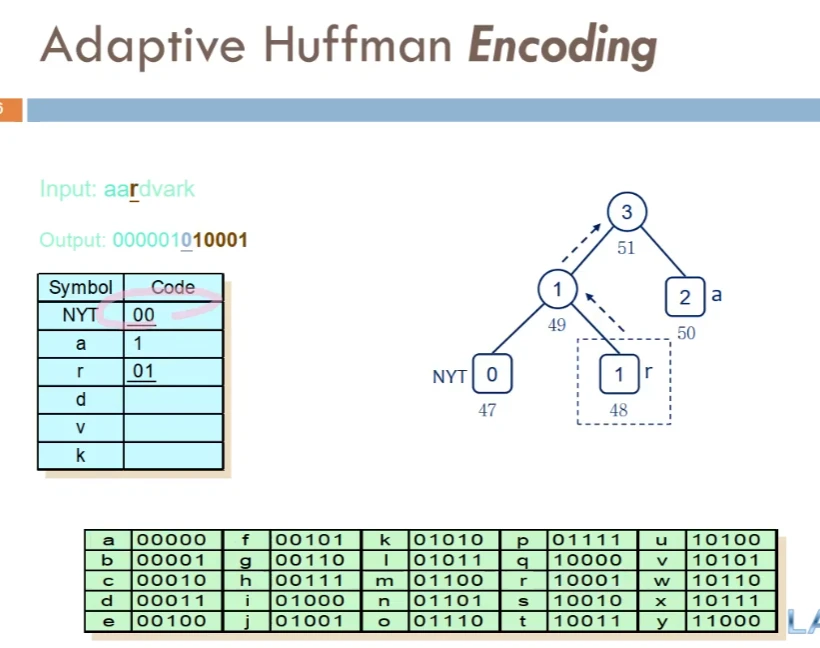 Adaptive Huffman Encoding
Input: aardvark
Output: 000001010001
Symbol Code
NYT 00
a 1
r 01
d
v
k
3
51
1
49
2 a
50
NYT 0
47
1 r
48
a 00000 f 00101 k 01010 p 01111 u 10100
b 00001 g 00110 l 01011 q 10000 v 10101
c 00010 h 00111 m 01100 r 10001 w 10110
d 00011 i 01000 n 01101 s 10010 x 10111
e 00100 j 01001 o 01110 t 10011 y 11000